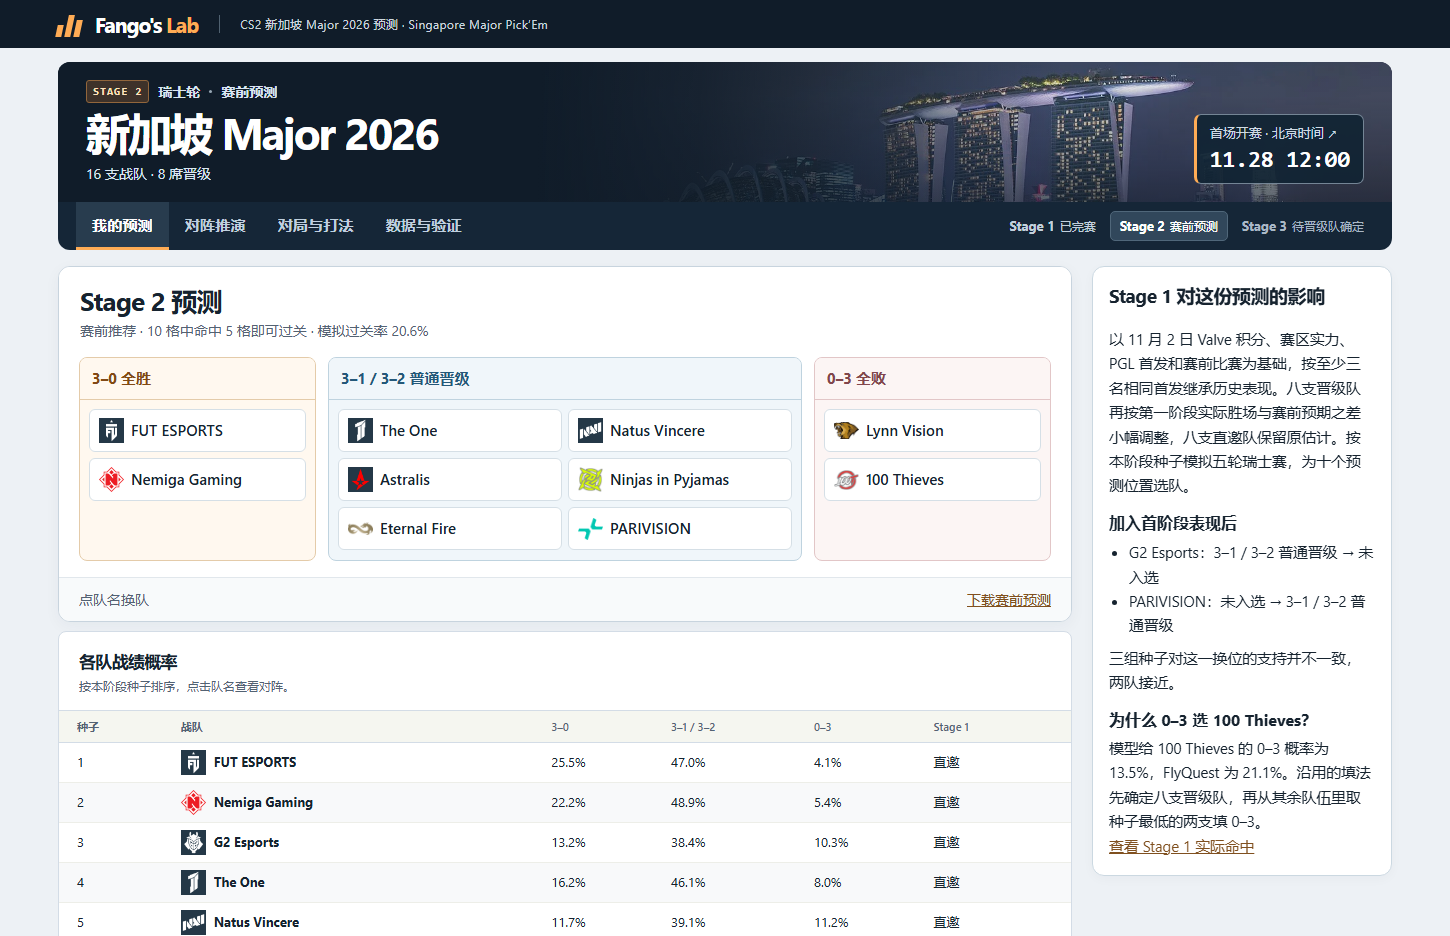 Fango's Lab
CS2 新加坡 Major 2026 预测 · Singapore Major Pick'Em
STAGE 2 瑞士轮 · 赛前预测
新加坡 Major 2026
16 支战队 · 8 席晋级
首场开赛 · 北京时间 ↗
11.28 12:00
我的预测 对阵推演 对局与打法 数据与验证
Stage 1 已完赛 Stage 2 赛前预测 Stage 3 待晋级队确定
Stage 2 预测
赛前推荐 · 10 格中命中 5 格即可过关 · 模拟过关率 20.6%
3–0 全胜
FUT ESPORTS
Nemiga Gaming
3–1 / 3–2 普通晋级
The One
Natus Vincere
Astralis
Ninjas in Pyjamas
Eternal Fire
PARIVISION
0–3 全败
Lynn Vision
100 Thieves
点队名换队
下载赛前预测
各队战绩概率
按本阶段种子排序，点击队名查看对阵。
种子 战队 3–0 3–1 / 3–2 0–3 Stage 1
1 FUT ESPORTS 25.5% 47.0% 4.1% 直邀
2 Nemiga Gaming 22.2% 48.9% 5.4% 直邀
3 G2 Esports 13.2% 38.4% 10.3% 直邀
4 The One 16.2% 46.1% 8.0% 直邀
5 Natus Vincere 11.7% 39.1% 11.2% 直邀
Stage 1 对这份预测的影响
以 11 月 2 日 Valve 积分、赛区实力、
PGL 首发和赛前比赛为基础，按至少三
名相同首发继承历史表现。八支晋级队
再按第一阶段实际胜场与赛前预期之差
小幅调整，八支直邀队保留原估计。按
本阶段种子模拟五轮瑞士赛，为十个预
测位置选队。
加入首阶段表现后
• G2 Esports：3–1 / 3–2 普通晋级 → 未
入选
• PARIVISION：未入选 → 3–1 / 3–2 普
通晋级
三组种子对这一换位的支持并不一致，
两队接近。
为什么 0–3 选 100 Thieves？
模型给 100 Thieves 的 0–3 概率为
13.5%，FlyQuest 为 21.1%。沿用的填法
先确定八支晋级队，再从其余队伍里取
种子最低的两支填 0–3。
查看 Stage 1 实际命中